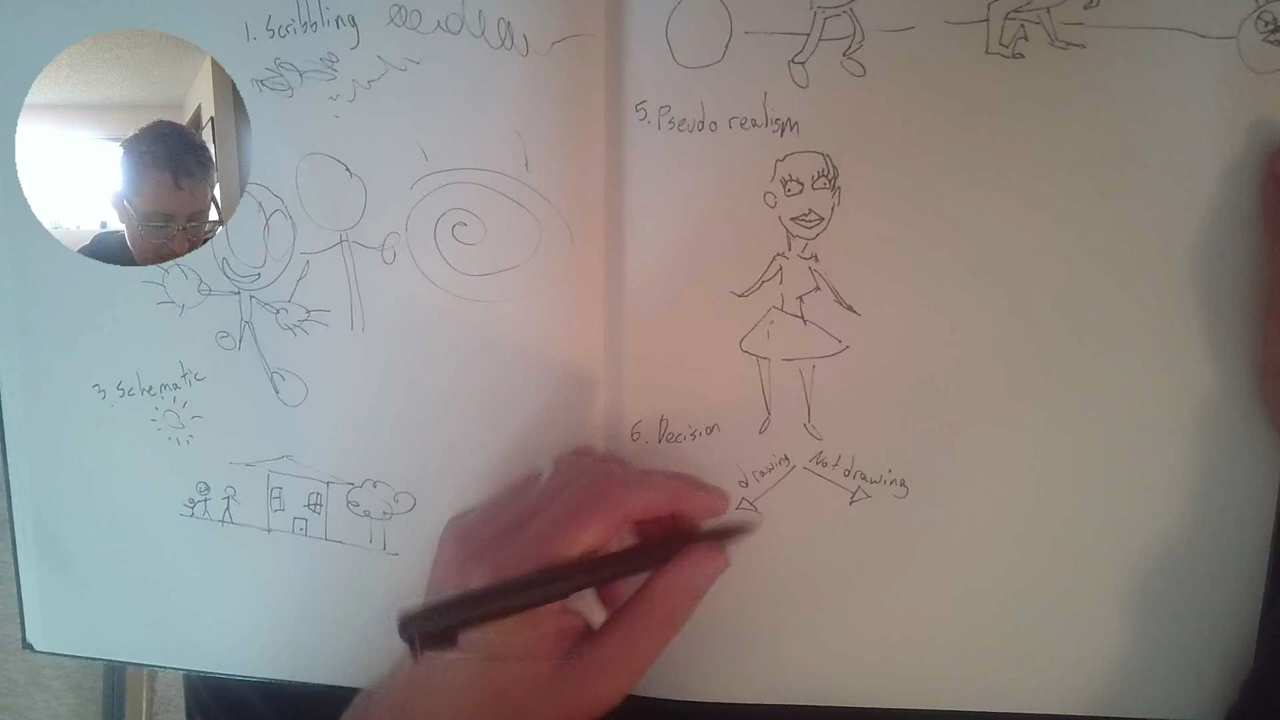 1. Scribbling
3. Schematic
5. Pseudo realism
6. Decision
drawing
Not drawing